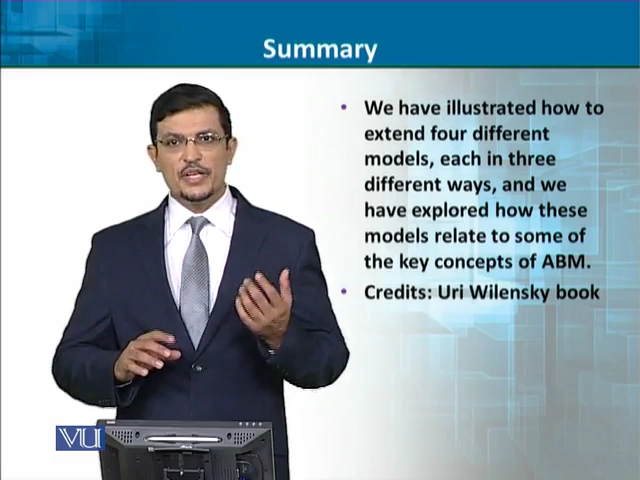 Summary
• We have illustrated how to
extend four different
models, each in three
different ways, and we
have explored how these
models relate to some of
the key concepts of ABM.
• Credits: Uri Wilensky book
VU